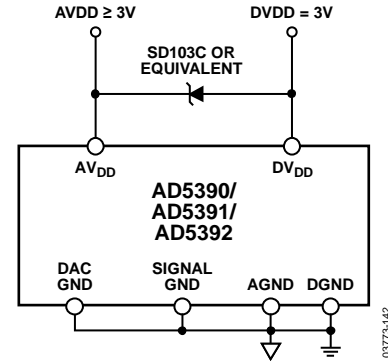 AVDD ≥ 3V
DVDD = 3V
SD103C OR
EQUIVALENT
AVDD
DVDD
AD5390/
AD5391/
AD5392
DAC
GND
SIGNAL
GND
AGND
DGND
03773-142